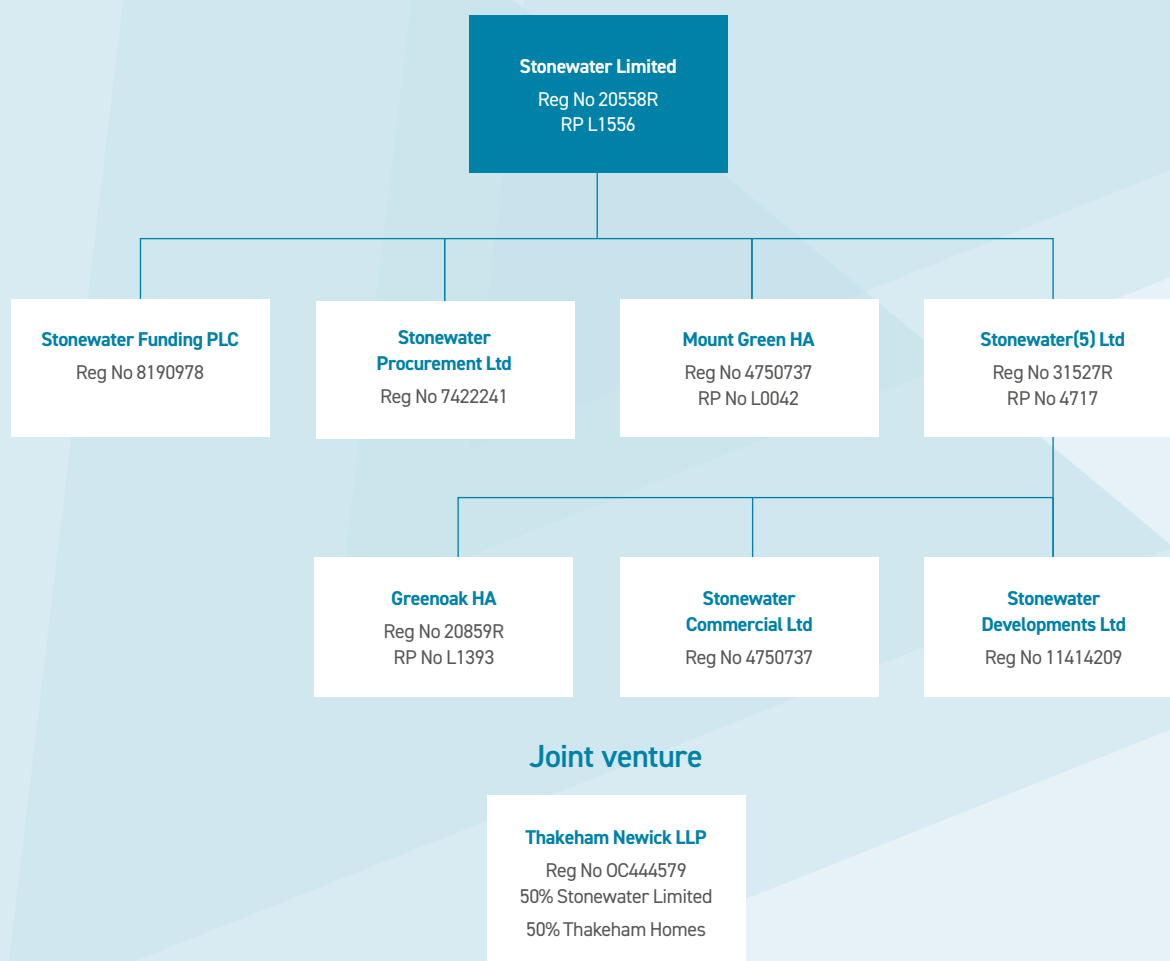 Stonewater Limited
Reg No 20558R
RP L1556
Stonewater Funding PLC
Reg No 8190978
Stonewater
Procurement Ltd
Reg No 7422241
Mount Green HA
Reg No 4750737
RP No L0042
Stonewater(5) Ltd
Reg No 31527R
RP No 4717
Greenoak HA
Reg No 20859R
RP No L1393
Stonewater
Commercial Ltd
Reg No 4750737
Stonewater
Developments Ltd
Reg No 11414209
Joint venture
Thakeham Newick LLP
Reg No OC444579
50% Stonewater Limited
50% Thakeham Homes